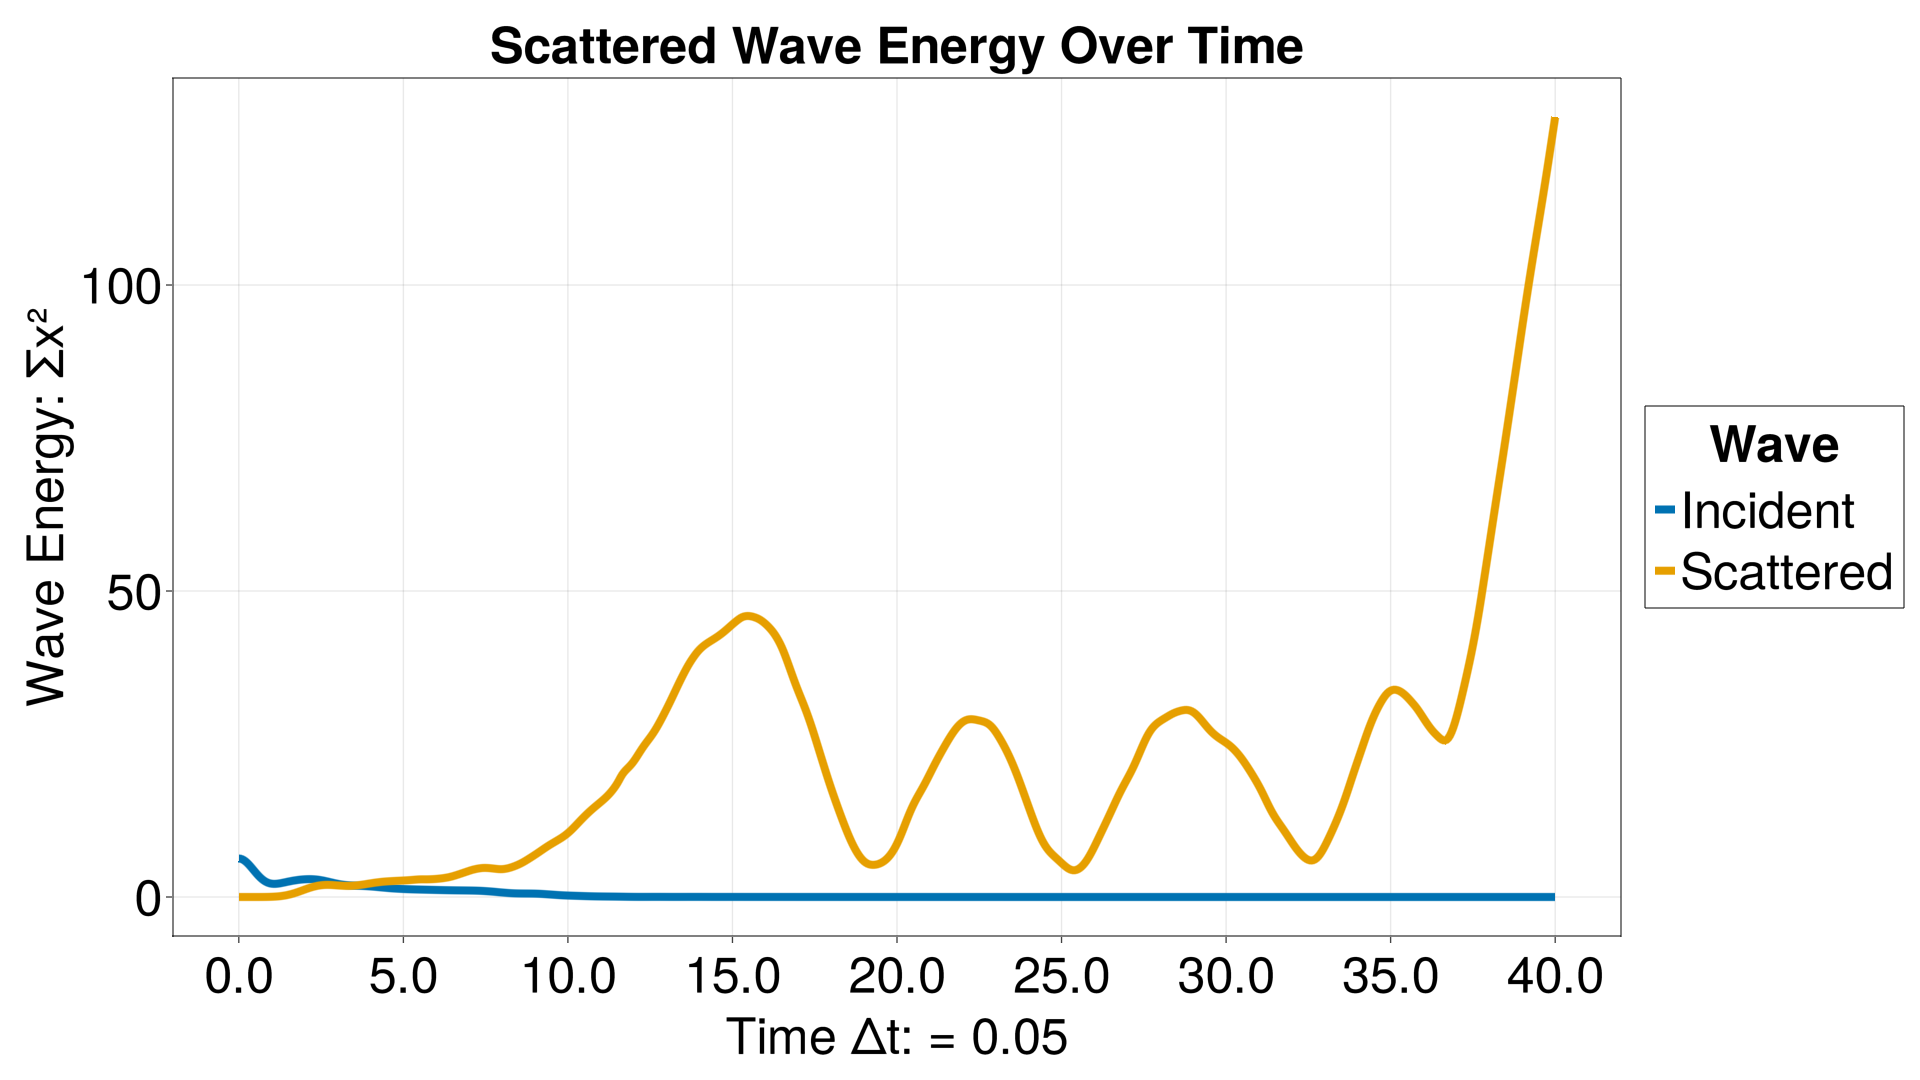 Scattered Wave Energy Over Time
Wave Energy: Σx²
100
50
0
0.0 5.0 10.0 15.0 20.0 25.0 30.0 35.0 40.0
Time Δt: = 0.05
Wave
Incident
Scattered